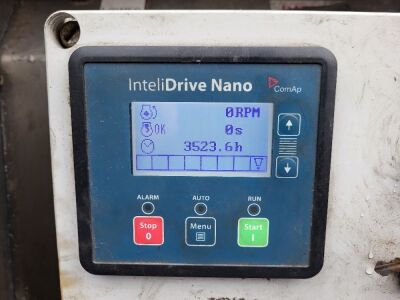 InteliDrive Nano
ComAp
0RPM
OK 0s
3523.6h
ALARM AUTO RUN
Stop Menu Start
0 I